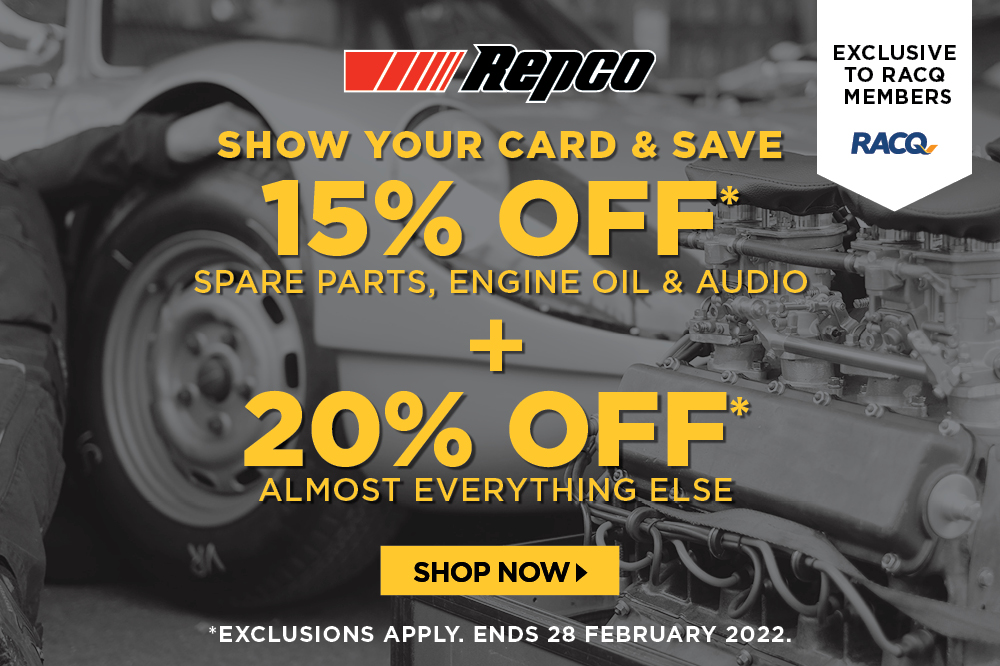 Repco
EXCLUSIVE
TO RACQ
MEMBERS
RACQ
SHOW YOUR CARD & SAVE
15% OFF*
SPARE PARTS, ENGINE OIL & AUDIO
+
20% OFF*
ALMOST EVERYTHING ELSE
SHOP NOW
*EXCLUSIONS APPLY. ENDS 28 FEBRUARY 2022.